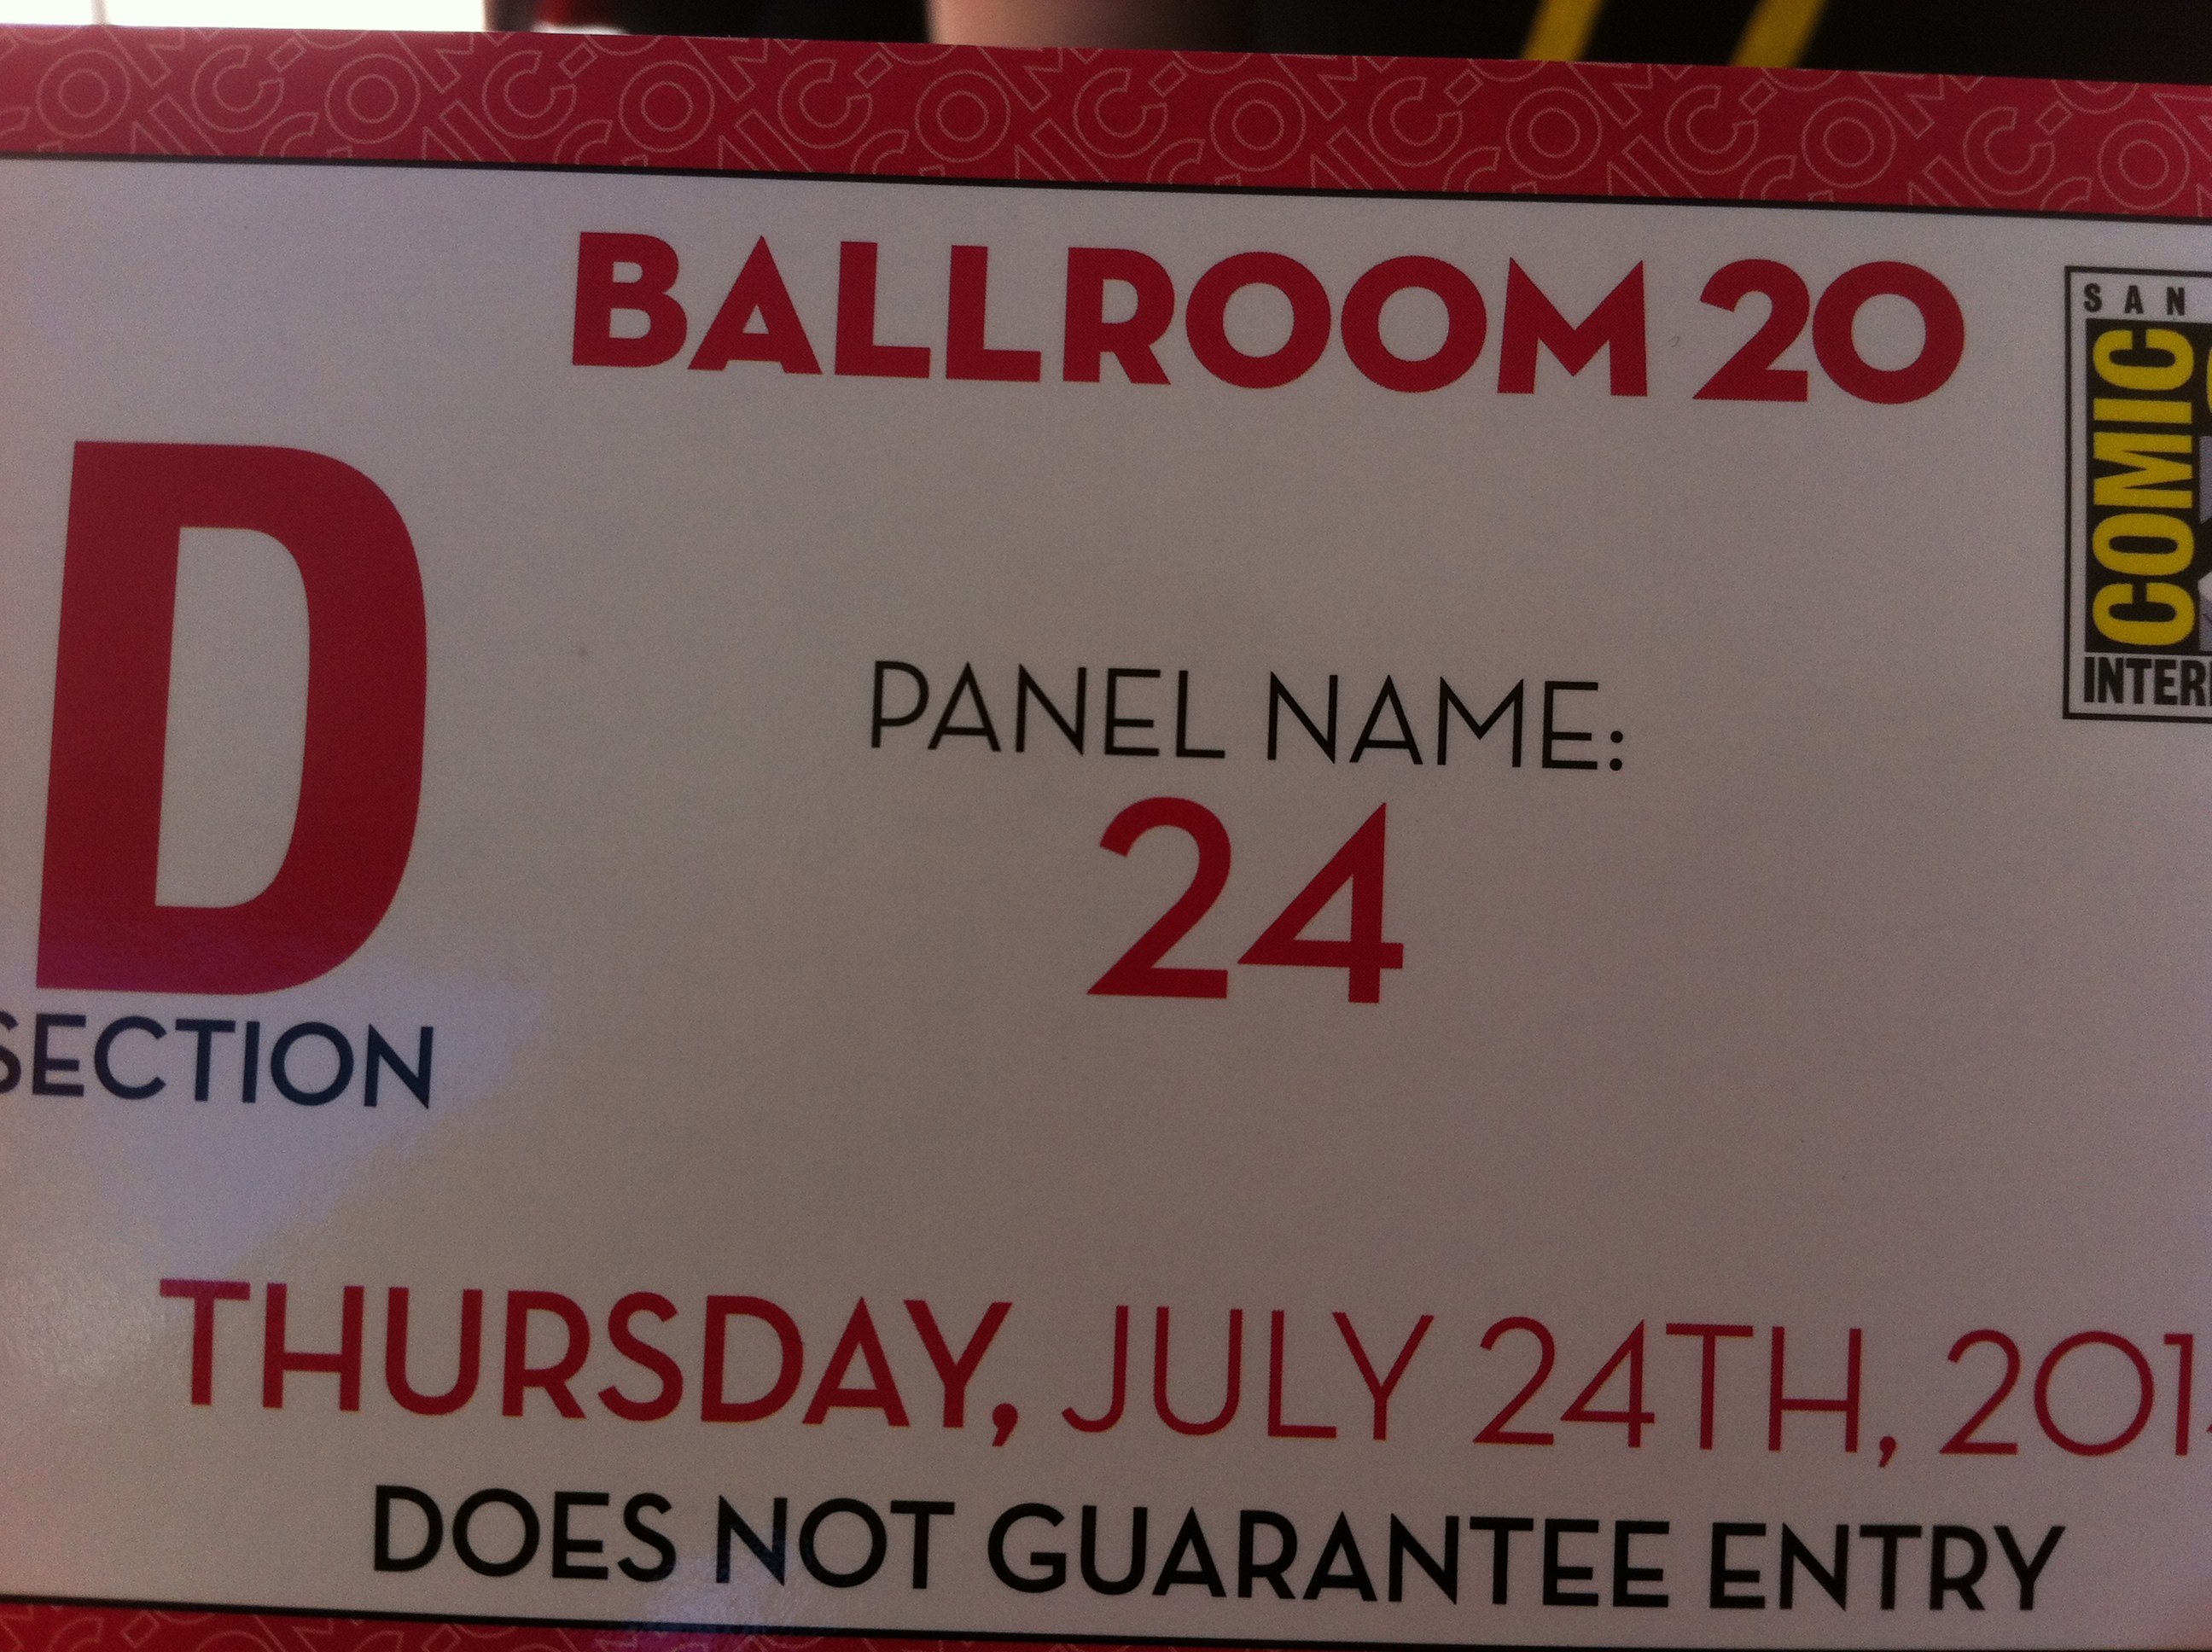 BALLROOM 20
SAN
COMIC
INTER
D
SECTION
PANEL NAME:
24
THURSDAY, JULY 24TH, 201
DOES NOT GUARANTEE ENTRY